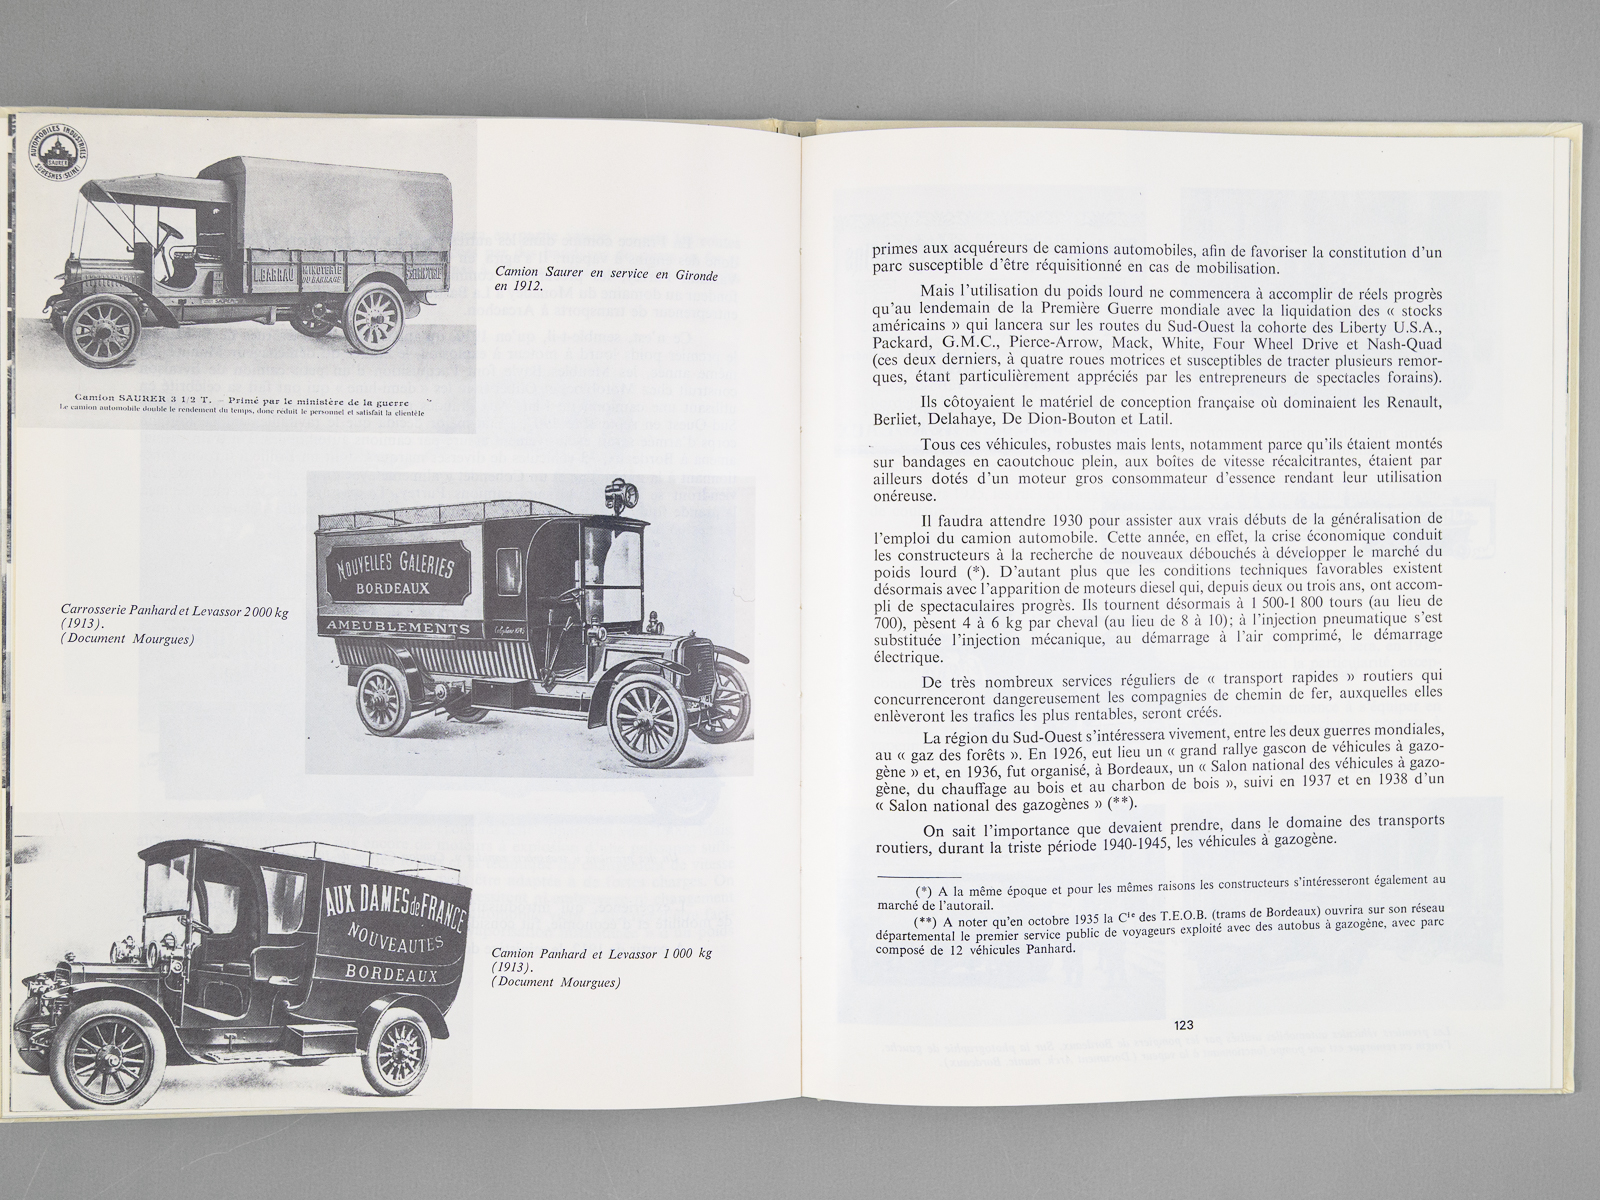 AUTOMOBILES INDUSTRIELS
SAURER
SURESNES (SEINE)
L. BARRAU
MINOTERIE
DU BARRAGE
Camion SAURER 3 1/2 T. – Primé par le ministère de la guerre
Le camion automobile double le rendement du temps, donc réduit le personnel et satisfait la clientèle
Camion Saurer en service en Gironde
en 1912.
NOUVELLES GALERIES
BORDEAUX
AMEUBLEMENTS
Carrosserie Panhard et Levassor 2 000 kg
(1913).
(Document Mourgues)
AUX DAMES de FRANCE
NOUVEAUTÉS
BORDEAUX
Camion Panhard et Levassor 1 000 kg
(1913).
(Document Mourgues)
primes aux acquéreurs de camions automobiles, afin de favoriser la constitution d'un
parc susceptible d'être réquisitionné en cas de mobilisation.
Mais l'utilisation du poids lourd ne commencera à accomplir de réels progrès
qu'au lendemain de la Première Guerre mondiale avec la liquidation des « stocks
américains » qui lancera sur les routes du Sud-Ouest la cohorte des Liberty U.S.A.,
Packard, G.M.C., Pierce-Arrow, Mack, White, Four Wheel Drive et Nash-Quad
(ces deux derniers, à quatre roues motrices et susceptibles de tracter plusieurs remor-
ques, étant particulièrement appréciés par les entrepreneurs de spectacles forains).
Ils côtoyaient le matériel de conception française où dominaient les Renault,
Berliet, Delahaye, De Dion-Bouton et Latil.
Tous ces véhicules, robustes mais lents, notamment parce qu'ils étaient montés
sur bandages en caoutchouc plein, aux boîtes de vitesse récalcitrantes, étaient par
ailleurs dotés d'un moteur gros consommateur d'essence rendant leur utilisation
onéreuse.
Il faudra attendre 1930 pour assister aux vrais débuts de la généralisation de
l'emploi du camion automobile. Cette année, en effet, la crise économique conduit
les constructeurs à la recherche de nouveaux débouchés à développer le marché du
poids lourd (*). D'autant plus que les conditions techniques favorables existent
désormais avec l'apparition de moteurs diesel qui, depuis deux ou trois ans, ont accom-
pli de spectaculaires progrès. Ils tournent désormais à 1 500-1 800 tours (au lieu de
700), pèsent 4 à 6 kg par cheval (au lieu de 8 à 10); à l'injection pneumatique s'est
substituée l'injection mécanique, au démarrage à l'air comprimé, le démarrage
électrique.
De très nombreux services réguliers de « transport rapides » routiers qui
concurrenceront dangereusement les compagnies de chemin de fer, auxquelles elles
enlèveront les trafics les plus rentables, seront créés.
La région du Sud-Ouest s'intéressera vivement, entre les deux guerres mondiales,
au « gaz des forêts ». En 1926, eut lieu un « grand rallye gascon de véhicules à gazo-
gène » et, en 1936, fut organisé, à Bordeaux, un « Salon national des véhicules à gazo-
gène, du chauffage au bois et au charbon de bois », suivi en 1937 et en 1938 d'un
« Salon national des gazogènes » (**).
On sait l'importance que devaient prendre, dans le domaine des transports
routiers, durant la triste période 1940-1945, les véhicules à gazogène.
(*) A la même époque et pour les mêmes raisons les constructeurs s'intéresseront également au
marché de l'autorail.
(**) A noter qu'en octobre 1935 la Cie des T.E.O.B. (trams de Bordeaux) ouvrira sur son réseau
départemental le premier service public de voyageurs exploité avec des autobus à gazogène, avec parc
composé de 12 véhicules Panhard.
123